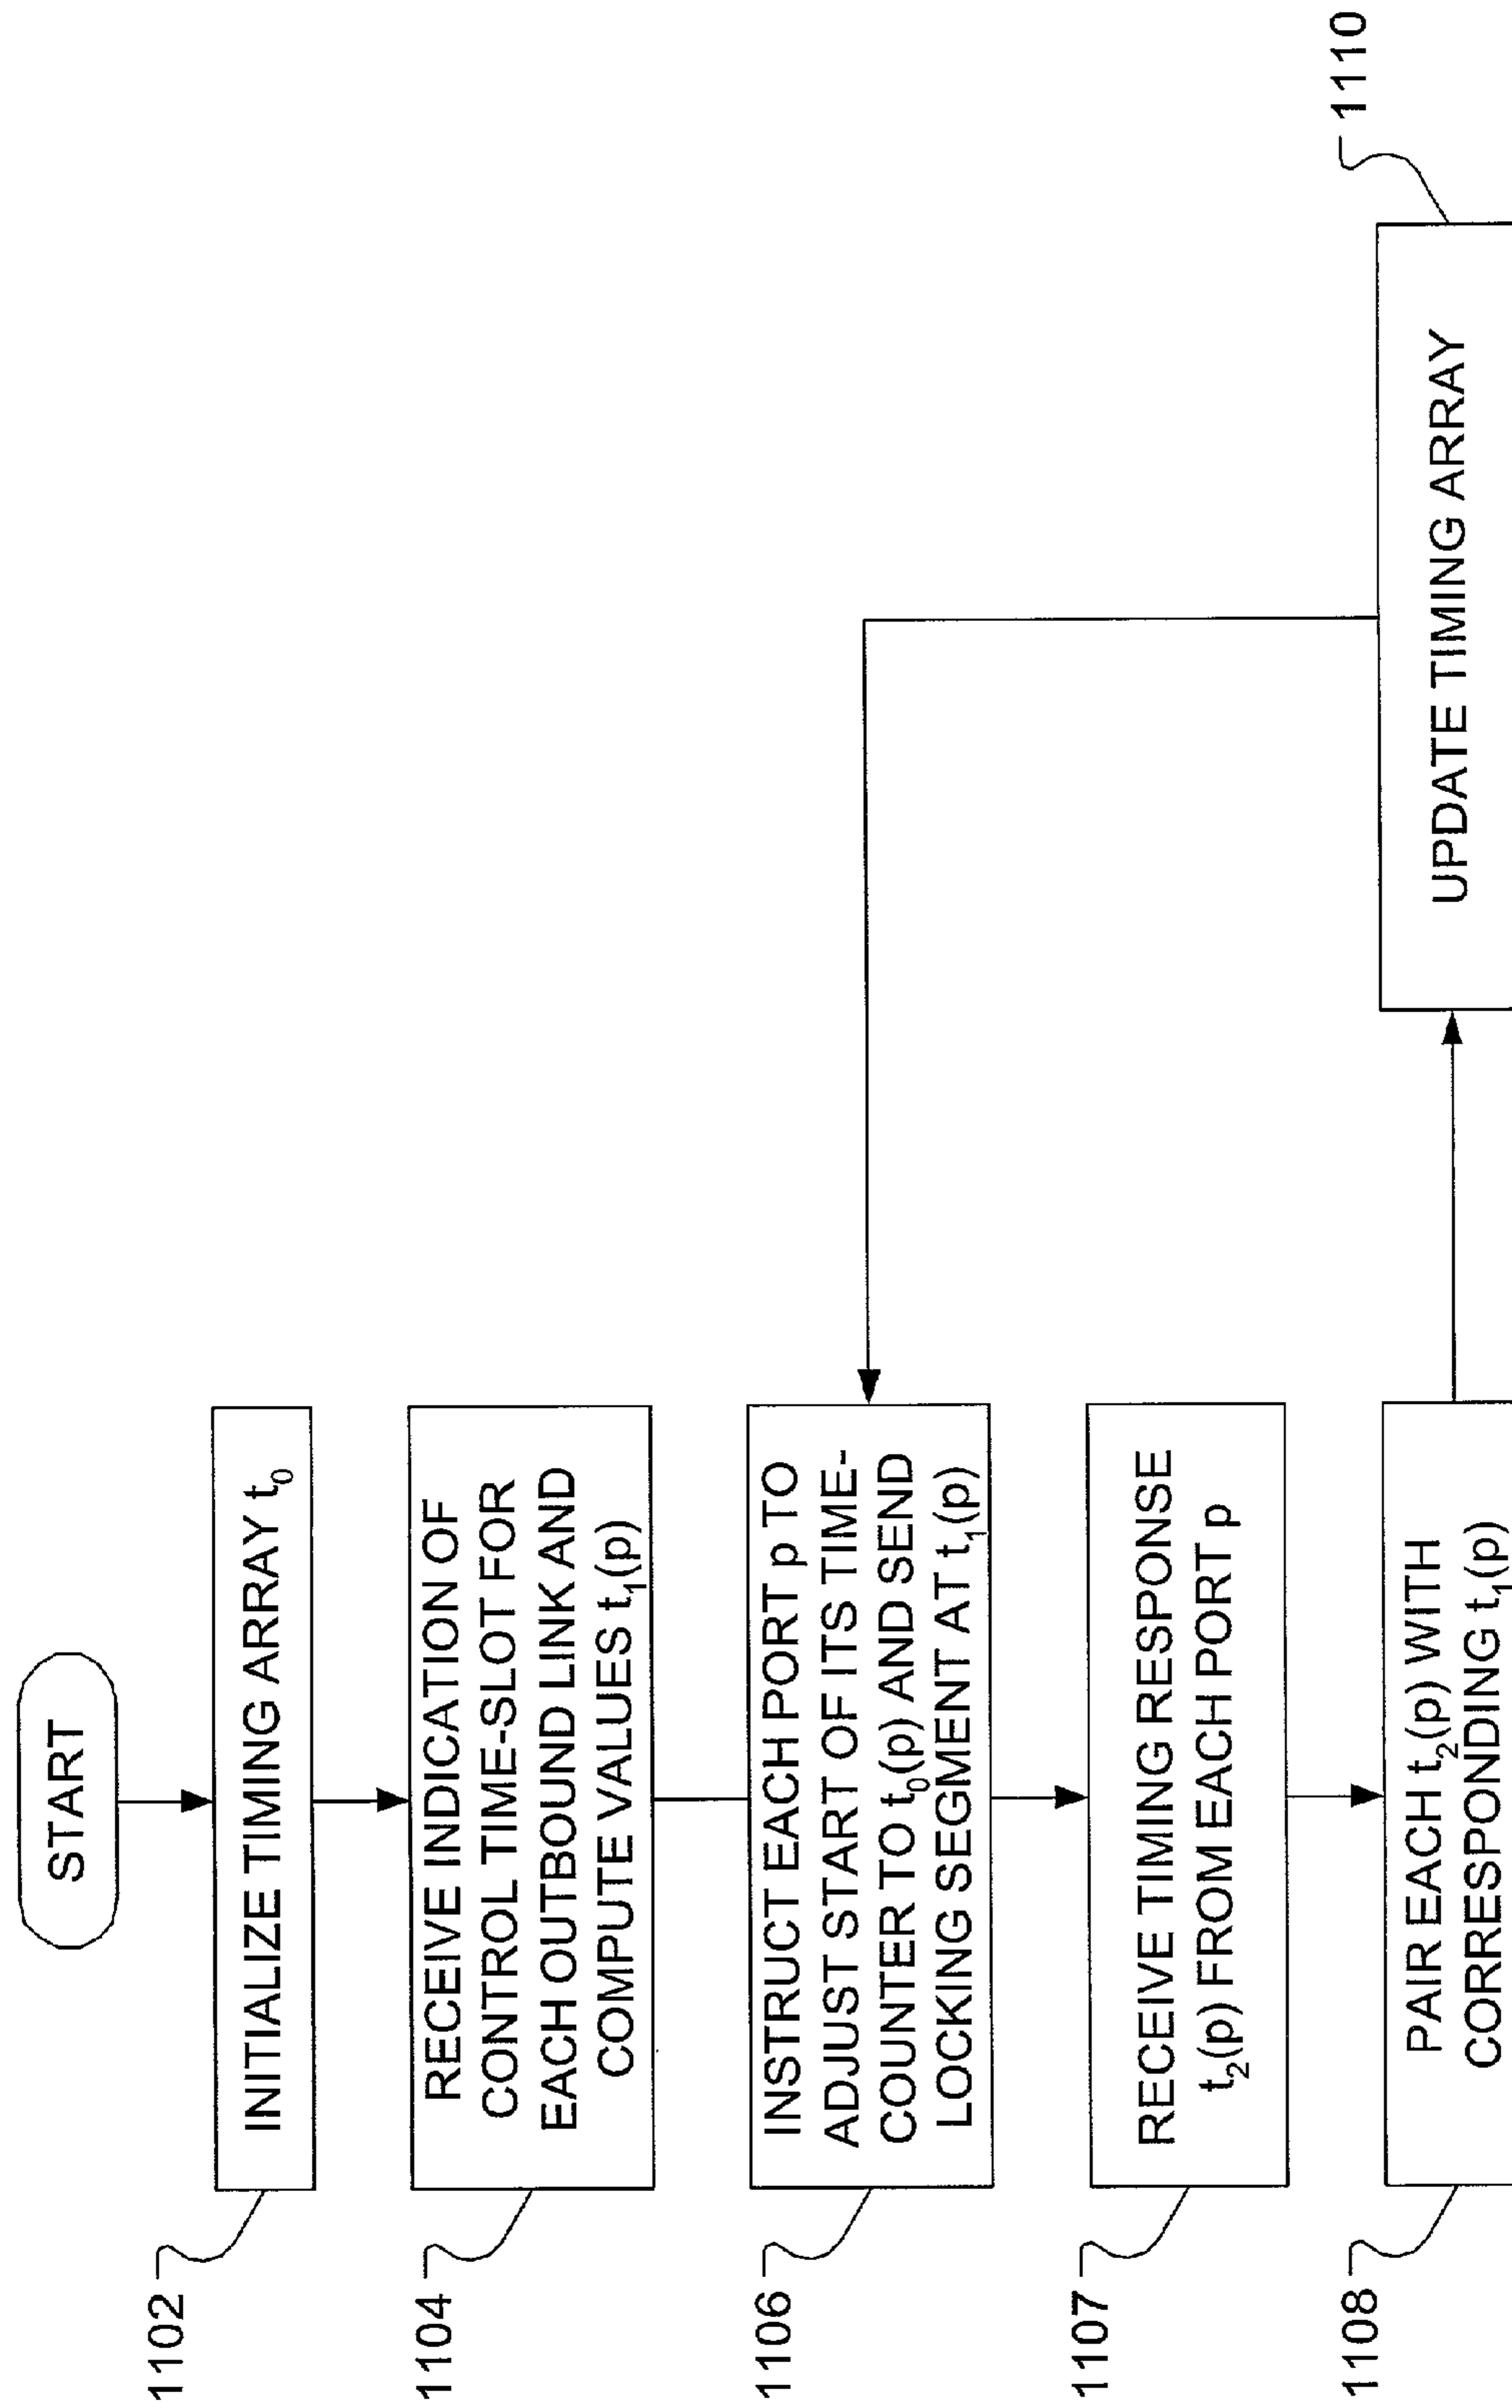 START
1102
INITIALIZE TIMING ARRAY t₀
1104
RECEIVE INDICATION OF
CONTROL TIME-SLOT FOR
EACH OUTBOUND LINK AND
COMPUTE VALUES t₁(p)
1106
INSTRUCT EACH PORT p TO
ADJUST START OF ITS TIME-
COUNTER TO t₀(p) AND SEND
LOCKING SEGMENT AT t₁(p)
1107
RECEIVE TIMING RESPONSE
t₂(p) FROM EACH PORT p
1108
PAIR EACH t₂(p) WITH
CORRESPONDING t₁(p)
1110
UPDATE TIMING ARRAY